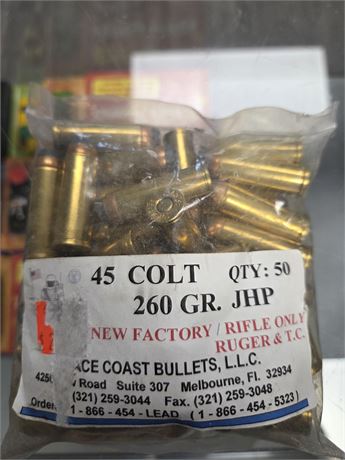 45 COLT QTY: 50
260 GR. JHP
NEW FACTORY / RIFLE ONLY
RUGER & T.C.
ACE COAST BULLETS, L.L.C.
Road Suite 307 Melbourne, Fl. 32934
(321) 259-3044 Fax. (321) 259-3048
Order 1 - 866 - 454 - LEAD ( 1 - 866 - 454 - 5323 )